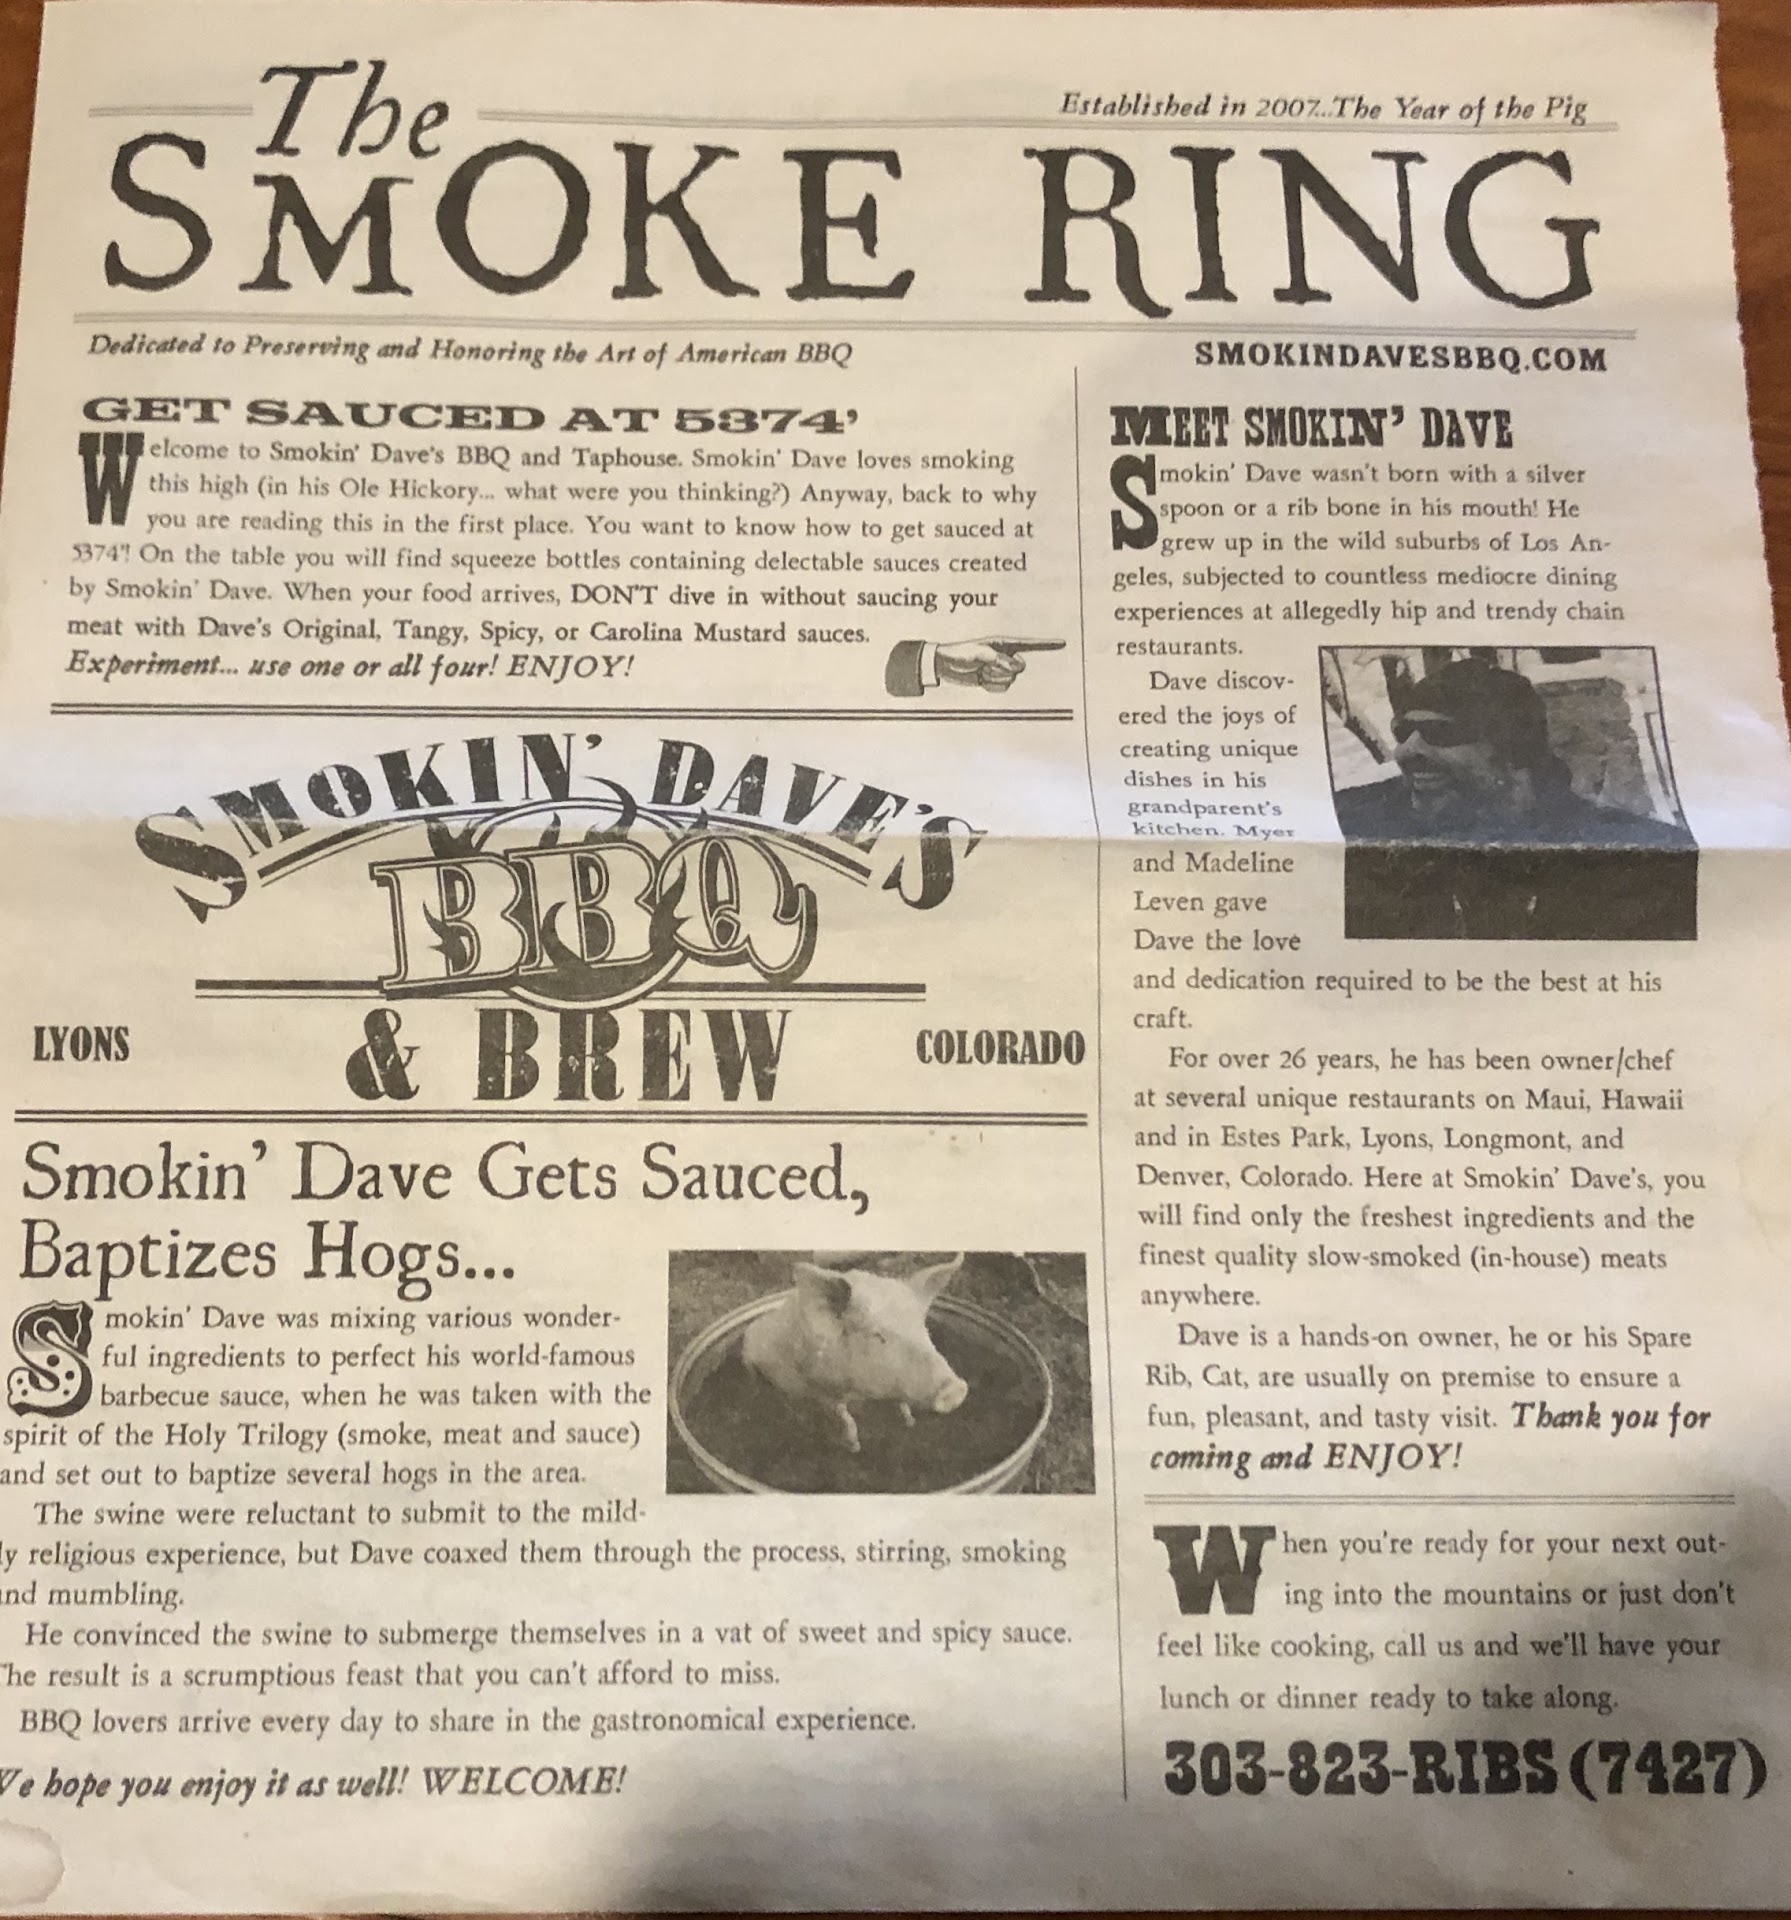 The
Established in 2007...The Year of the Pig
SMOKE RING
Dedicated to Preserving and Honoring the Art of American BBQ
SMOKINDAVESBBQ.COM
GET SAUCED AT 5374'
Welcome to Smokin' Dave's BBQ and Taphouse. Smokin' Dave loves smoking
this high (in his Ole Hickory... what were you thinking?) Anyway, back to why
you are reading this in the first place. You want to know how to get sauced at
5374'! On the table you will find squeeze bottles containing delectable sauces created
by Smokin' Dave. When your food arrives, DON'T dive in without saucing your
meat with Dave's Original, Tangy, Spicy, or Carolina Mustard sauces.
Experiment... use one or all four! ENJOY!
SMOKIN' DAVE'S
BBQ
& BREW
LYONS
COLORADO
Smokin' Dave Gets Sauced,
Baptizes Hogs...
Smokin' Dave was mixing various wonder-
ful ingredients to perfect his world-famous
barbecue sauce, when he was taken with the
spirit of the Holy Trilogy (smoke, meat and sauce)
and set out to baptize several hogs in the area.
The swine were reluctant to submit to the mild-
ly religious experience, but Dave coaxed them through the process, stirring, smoking
and mumbling.
He convinced the swine to submerge themselves in a vat of sweet and spicy sauce.
The result is a scrumptious feast that you can't afford to miss.
BBQ lovers arrive every day to share in the gastronomical experience.
We hope you enjoy it as well! WELCOME!
MEET SMOKIN' DAVE
Smokin' Dave wasn't born with a silver
spoon or a rib bone in his mouth! He
grew up in the wild suburbs of Los An-
geles, subjected to countless mediocre dining
experiences at allegedly hip and trendy chain
restaurants.
Dave discov-
ered the joys of
creating unique
dishes in his
grandparent's
kitchen. Myer
and Madeline
Leven gave
Dave the love
and dedication required to be the best at his
craft.
For over 26 years, he has been owner/chef
at several unique restaurants on Maui, Hawaii
and in Estes Park, Lyons, Longmont, and
Denver, Colorado. Here at Smokin' Dave's, you
will find only the freshest ingredients and the
finest quality slow-smoked (in-house) meats
anywhere.
Dave is a hands-on owner, he or his Spare
Rib, Cat, are usually on premise to ensure a
fun, pleasant, and tasty visit. Thank you for
coming and ENJOY!
When you're ready for your next out-
ing into the mountains or just don't
feel like cooking, call us and we'll have your
lunch or dinner ready to take along.
303-823-RIBS (7427)